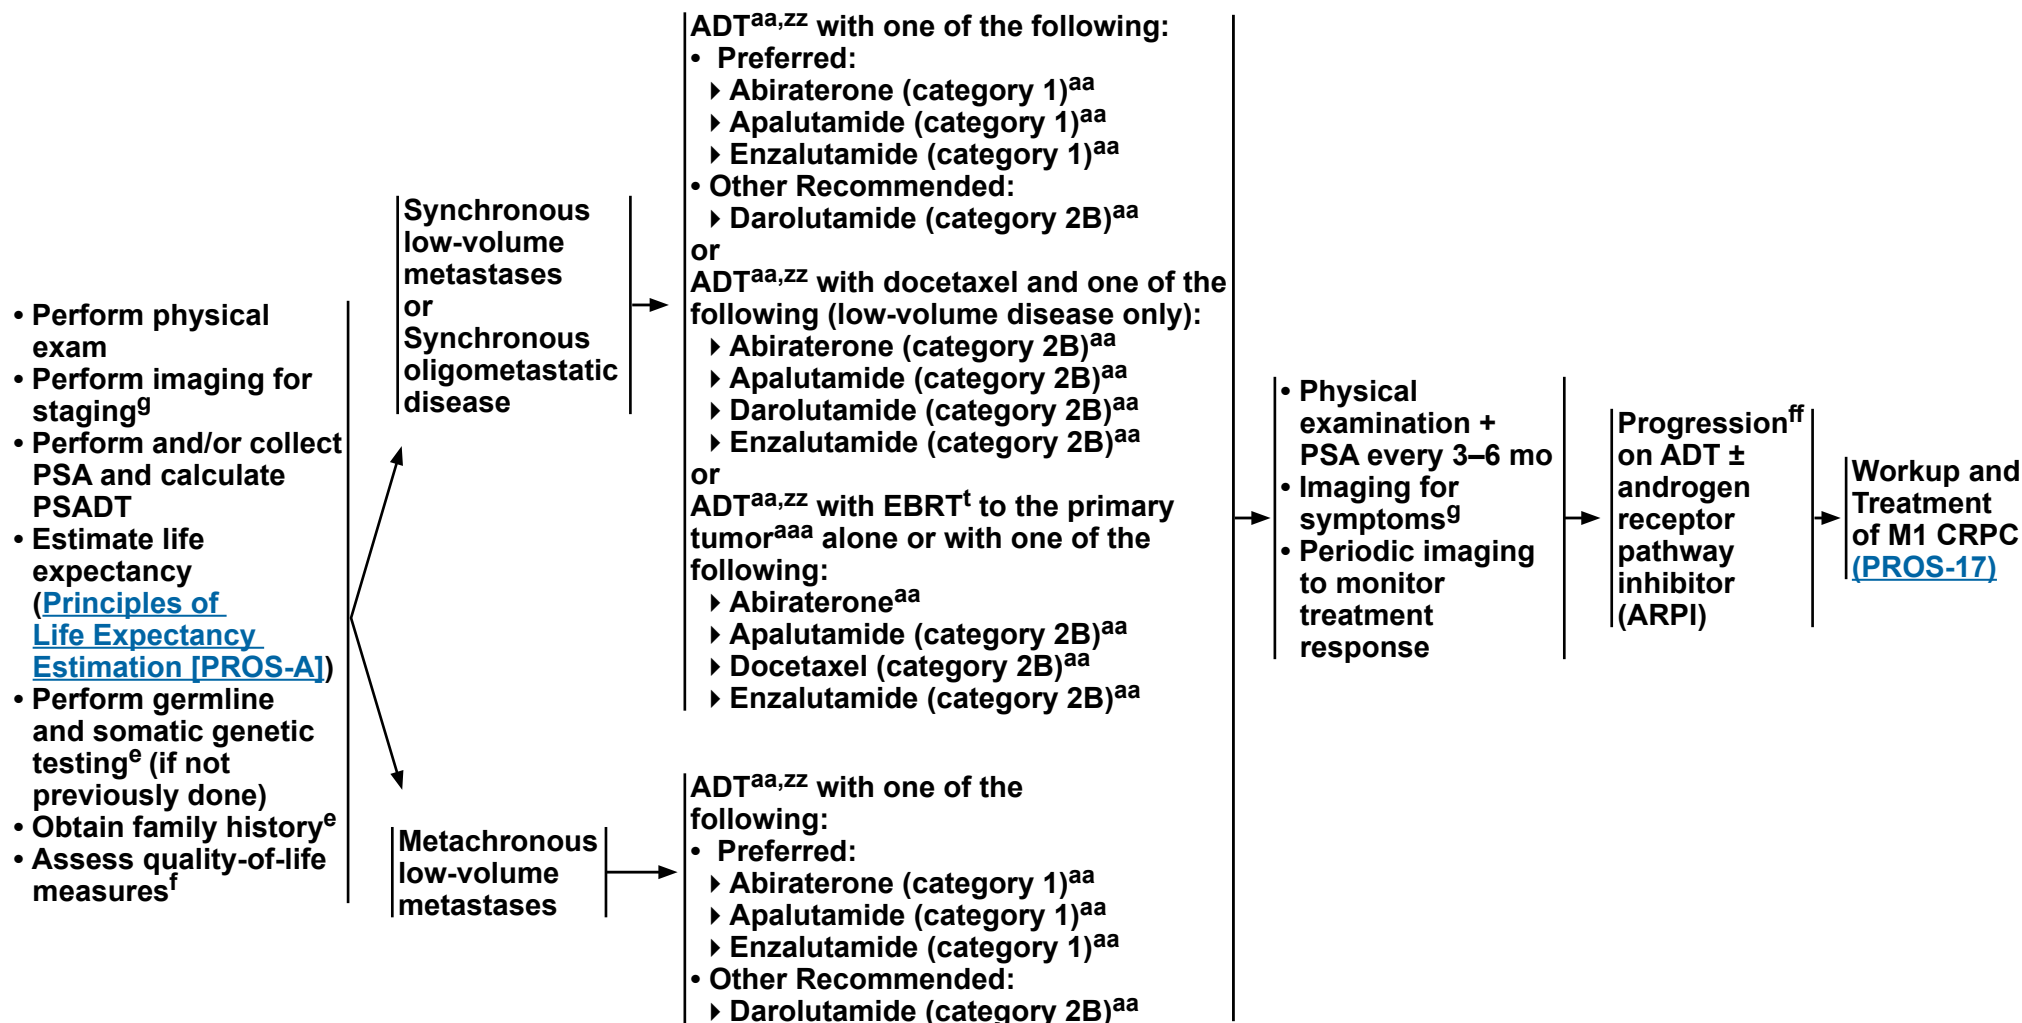 • Perform physical
exam
• Perform imaging for
staging^g
• Perform and/or collect
PSA and calculate
PSADT
• Estimate life
expectancy
(Principles of
Life Expectancy
Estimation [PROS-A])
• Perform germline
and somatic genetic
testing^e (if not
previously done)
• Obtain family history^e
• Assess quality-of-life
measures^f
Synchronous
low-volume
metastases
or
Synchronous
oligometastatic
disease
ADT^aa,zz with one of the following:
• Preferred:
▸ Abiraterone (category 1)^aa
▸ Apalutamide (category 1)^aa
▸ Enzalutamide (category 1)^aa
• Other Recommended:
▸ Darolutamide (category 2B)^aa
or
ADT^aa,zz with docetaxel and one of the
following (low-volume disease only):
▸ Abiraterone (category 2B)^aa
▸ Apalutamide (category 2B)^aa
▸ Darolutamide (category 2B)^aa
▸ Enzalutamide (category 2B)^aa
or
ADT^aa,zz with EBRT^t to the primary
tumor^aaa alone or with one of the
following:
▸ Abiraterone^aa
▸ Apalutamide (category 2B)^aa
▸ Docetaxel (category 2B)^aa
▸ Enzalutamide (category 2B)^aa
Metachronous
low-volume
metastases
ADT^aa,zz with one of the
following:
• Preferred:
▸ Abiraterone (category 1)^aa
▸ Apalutamide (category 1)^aa
▸ Enzalutamide (category 1)^aa
• Other Recommended:
▸ Darolutamide (category 2B)^aa
• Physical
examination +
PSA every 3–6 mo
• Imaging for
symptoms^g
• Periodic imaging
to monitor
treatment
response
Progression^ff
on ADT ±
androgen
receptor
pathway
inhibitor
(ARPI)
Workup and
Treatment
of M1 CRPC
(PROS-17)